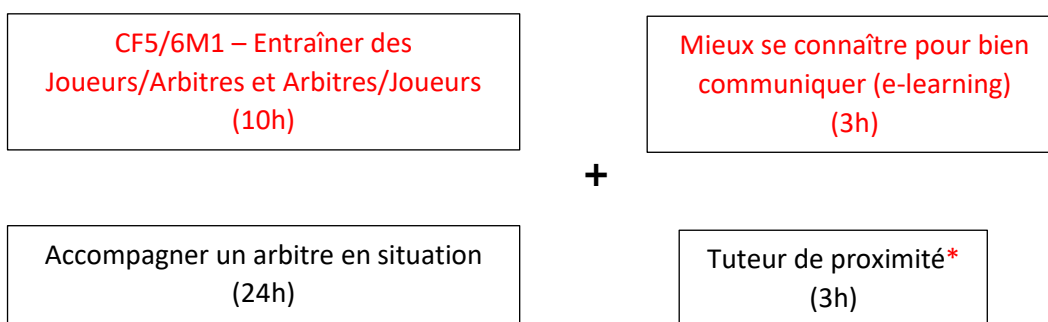 CF5/6M1 – Entraîner des
Joueurs/Arbitres et Arbitres/Joueurs
(10h)
Mieux se connaître pour bien
communiquer (e-learning)
(3h)
+
Accompagner un arbitre en situation
(24h)
Tuteur de proximité*
(3h)